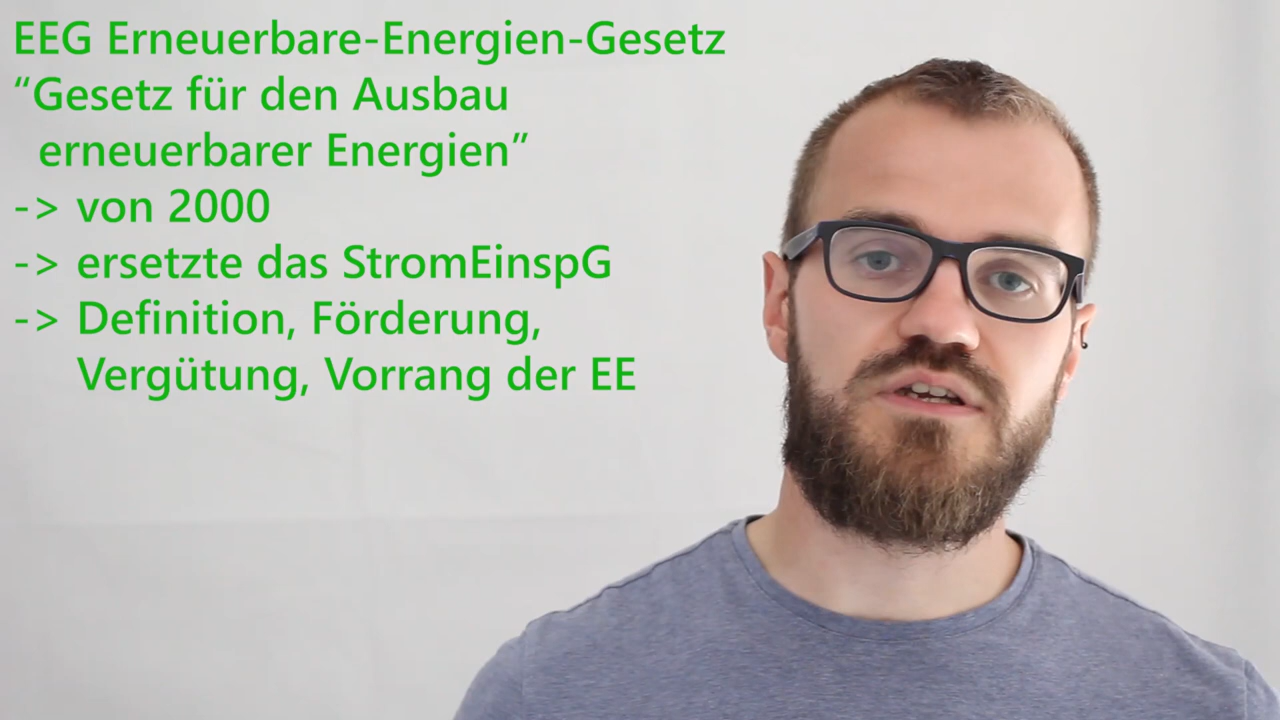 EEG Erneuerbare-Energien-Gesetz
“Gesetz für den Ausbau
erneuerbarer Energien”
-> von 2000
-> ersetzte das StromEinspG
-> Definition, Förderung,
Vergütung, Vorrang der EE